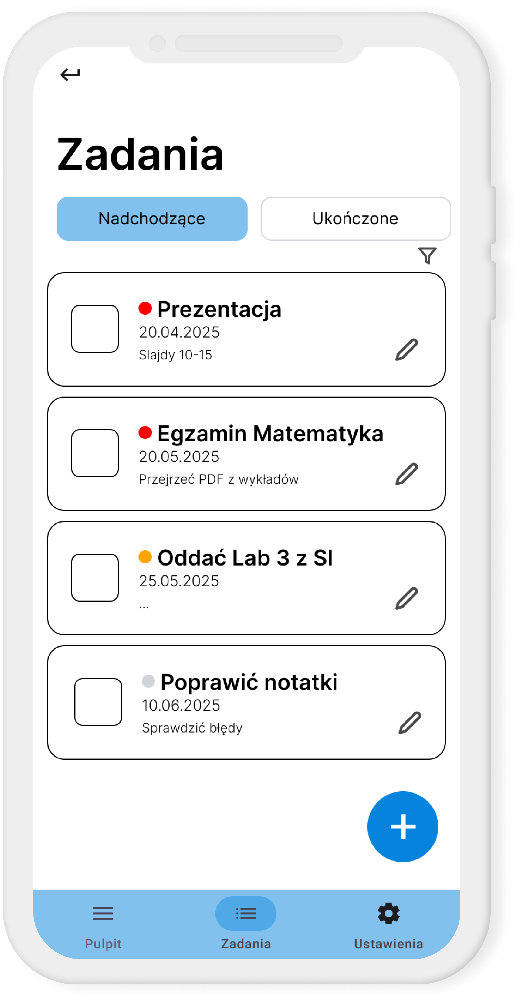 Zadania
Nadchodzące
Ukończone
Prezentacja
20.04.2025
Slajdy 10-15
Egzamin Matematyka
20.05.2025
Przejrzeć PDF z wykładów
Oddać Lab 3 z SI
25.05.2025
...
Poprawić notatki
10.06.2025
Sprawdzić błędy
Pulpit
Zadania
Ustawienia